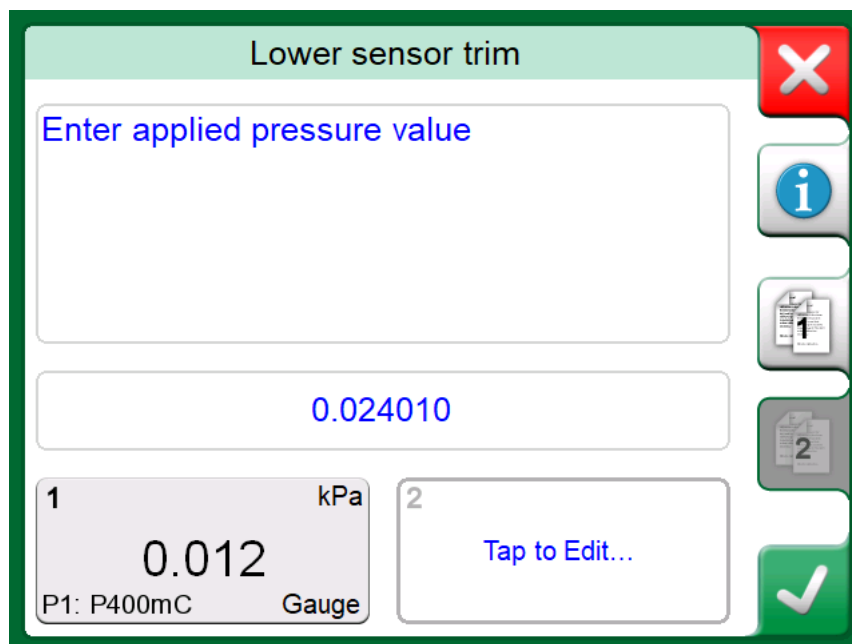 Lower sensor trim
Enter applied pressure value
i
1
0.024010
2
1 kPa
2
0.012
Tap to Edit...
P1: P400mC Gauge